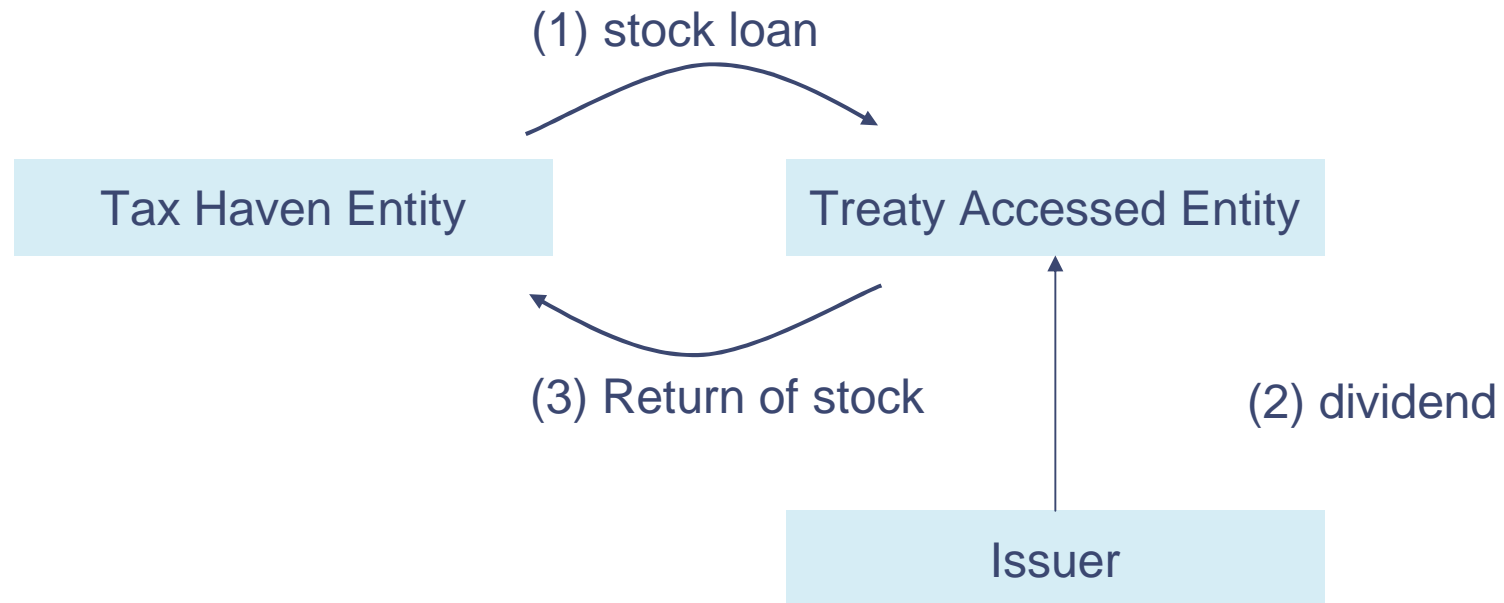 (1) stock loan
Tax Haven Entity
Treaty Accessed Entity
(3) Return of stock
(2) dividend
Issuer